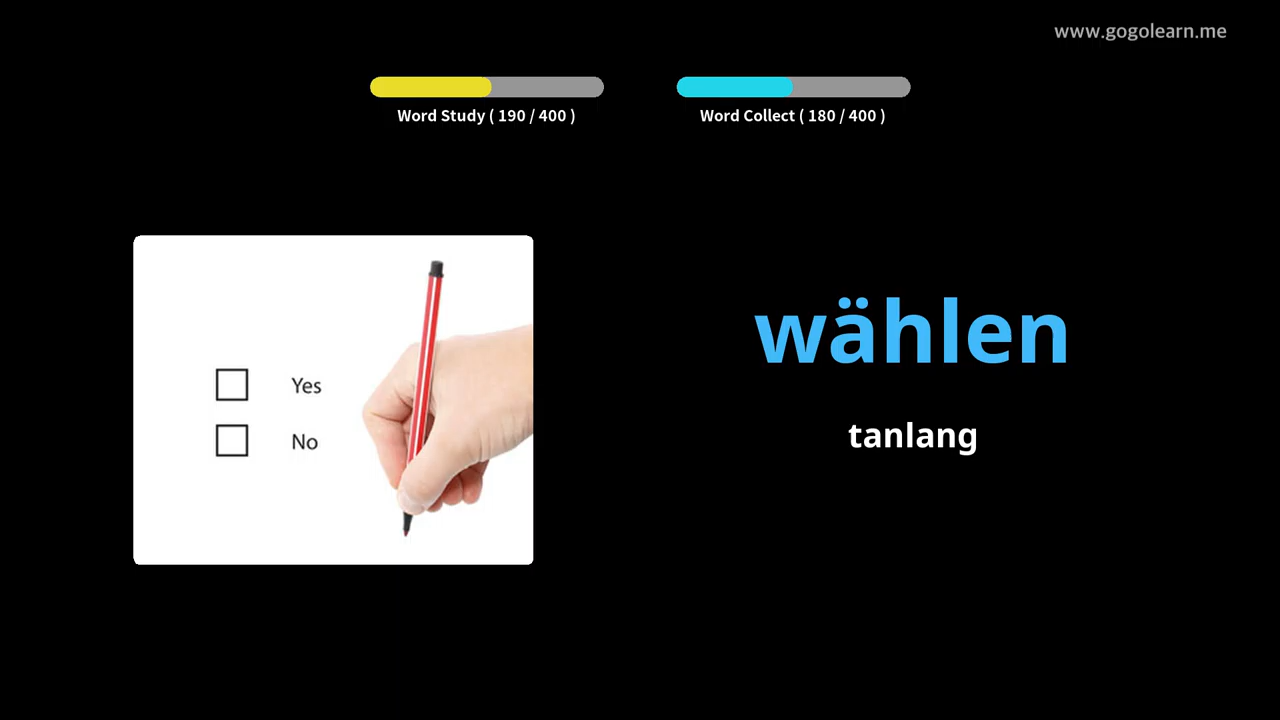 www.gogolearn.me
Word Study ( 190 / 400 )
Word Collect ( 180 / 400 )
Yes
No
wählen
tanlang